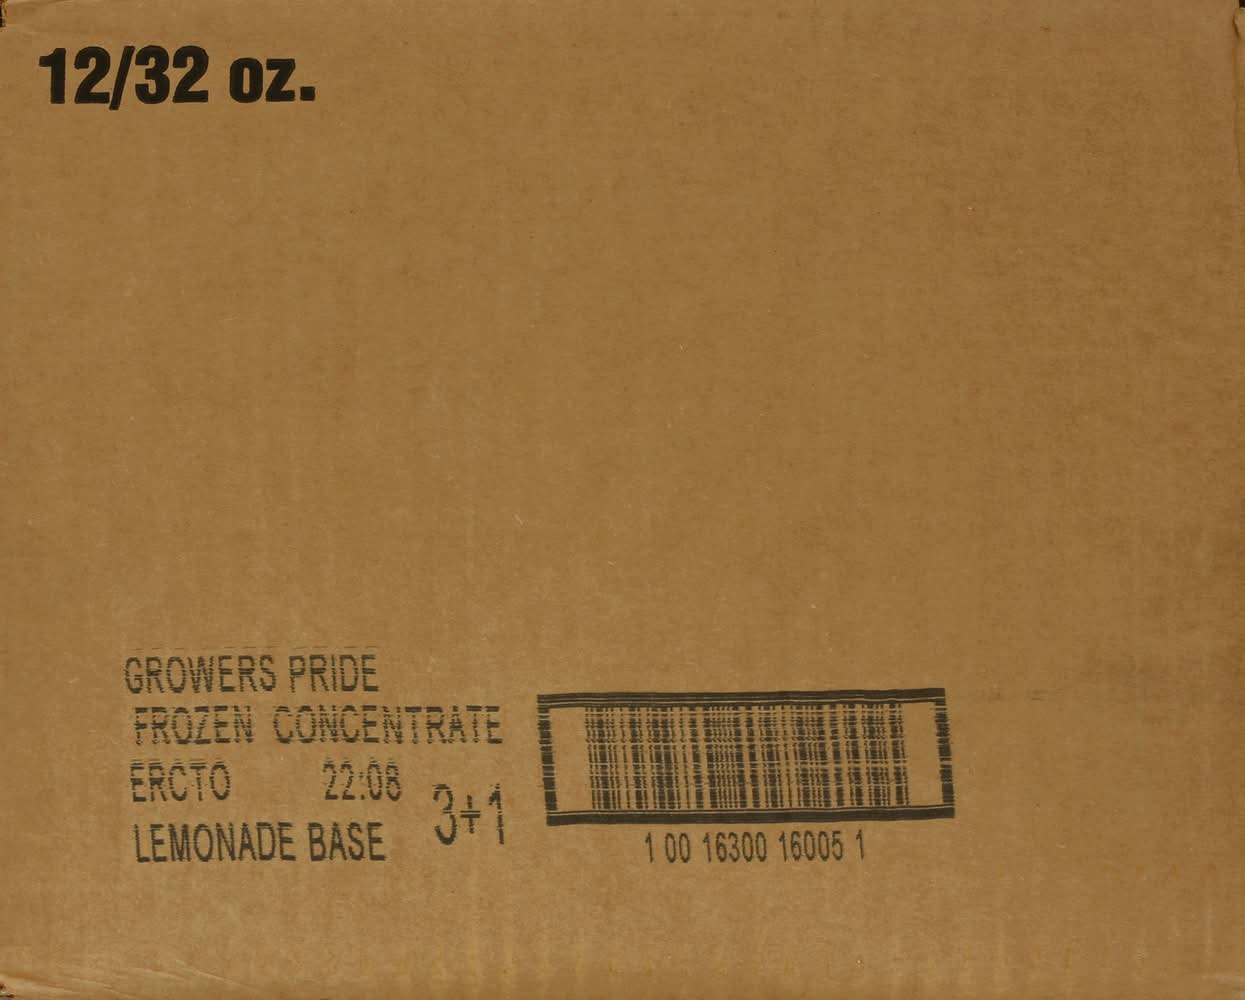 12/32 oz.
GROWERS PRIDE
FROZEN CONCENTRATE
ERCTO 22:08
3+1
LEMONADE BASE
1 00 16300 16005 1